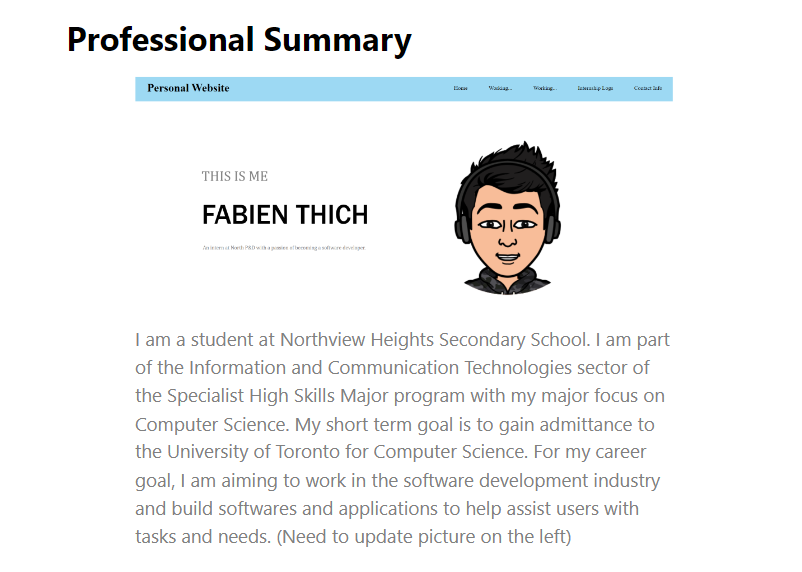 Professional Summary
Personal Website
Home Working... Working... Internship Logs Contact Info
THIS IS ME
FABIEN THICH
An Intern at North P&D with a passion of becoming a software developer
I am a student at Northview Heights Secondary School. I am part
of the Information and Communication Technologies sector of
the Specialist High Skills Major program with my major focus on
Computer Science. My short term goal is to gain admittance to
the University of Toronto for Computer Science. For my career
goal, I am aiming to work in the software development industry
and build softwares and applications to help assist users with
tasks and needs. (Need to update picture on the left)